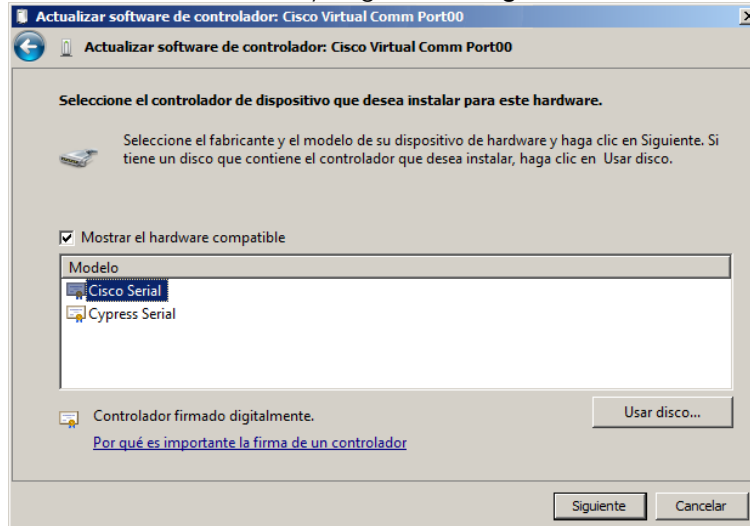 Actualizar software de controlador: Cisco Virtual Comm Port00
Actualizar software de controlador: Cisco Virtual Comm Port00
Seleccione el controlador de dispositivo que desea instalar para este hardware.
Seleccione el fabricante y el modelo de su dispositivo de hardware y haga clic en Siguiente. Si
tiene un disco que contiene el controlador que desea instalar, haga clic en Usar disco.
Mostrar el hardware compatible
Modelo
Cisco Serial
Cypress Serial
Controlador firmado digitalmente.
Usar disco...
Por qué es importante la firma de un controlador
Siguiente
Cancelar